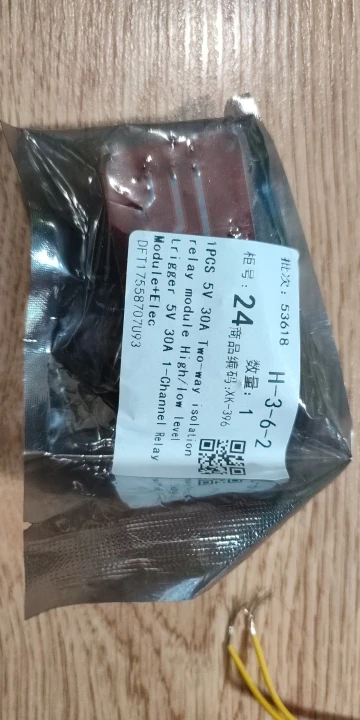 H-3-6-2
批次: 53618
数量: 1
柜号: 24
商品编码:XK-396
1PCS 5V 30A Two-way isolation
relay module High/low level
trigger 5V 30A 1-Channel Relay
Module+Elec
DFT17558707U93